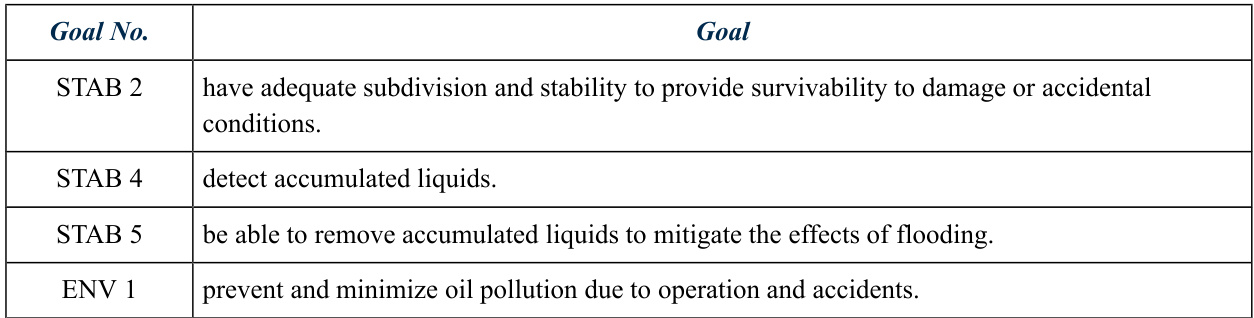 Goal No. Goal
STAB 2 have adequate subdivision and stability to provide survivability to damage or accidental
conditions.
STAB 4 detect accumulated liquids.
STAB 5 be able to remove accumulated liquids to mitigate the effects of flooding.
ENV 1 prevent and minimize oil pollution due to operation and accidents.